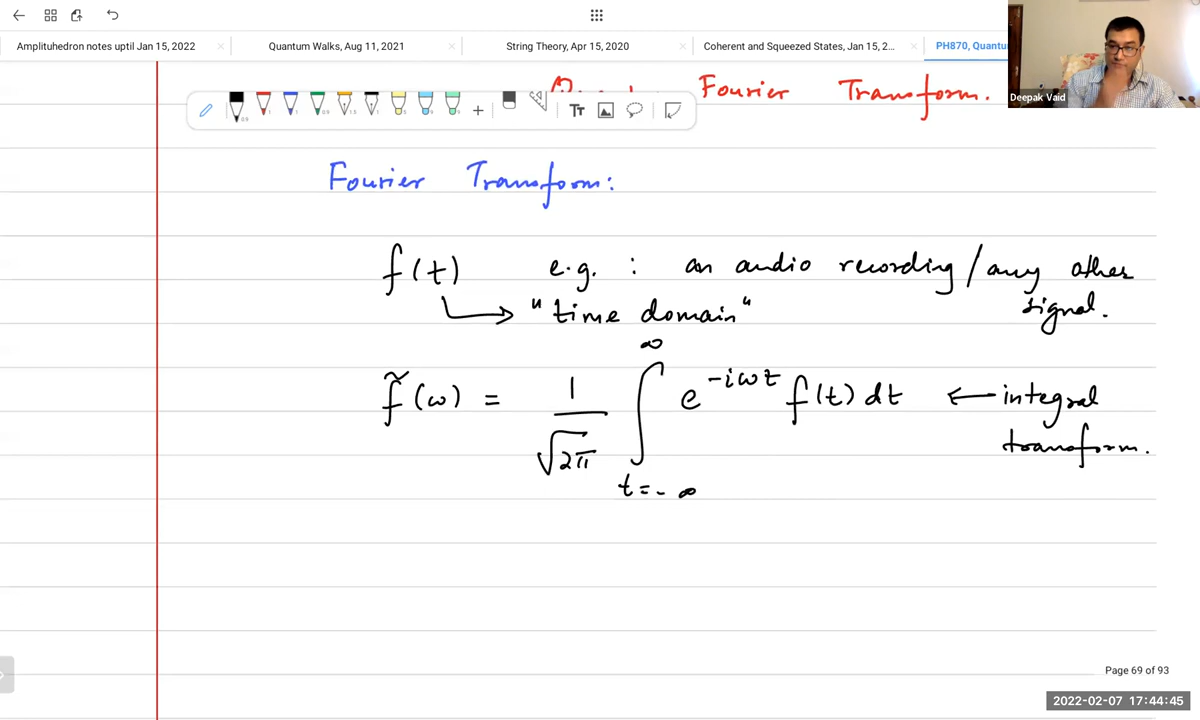 Amplituhedron notes uptil Jan 15, 2022
Quantum Walks, Aug 11, 2021
String Theory, Apr 15, 2020
Coherent and Squeezed States, Jan 15, 2...
PH870, Quantu
Deepak Vaid
Fourier Transform.
Tт
Fourier Transform:
f(t) e.g. : an audio recording/any other signal.
"time domain"
f̃(ω) = 1/√2π ∫_{t=-∞}^{∞} e^{-iωt} f(t) dt ← integral transform.
Page 69 of 93
2022-02-07 17:44:45